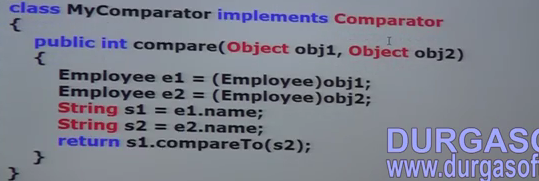 class MyComparator implements Comparator
{
public int compare(Object obj1, Object obj2)
{
Employee e1 = (Employee)obj1;
Employee e2 = (Employee)obj2;
String s1 = e1.name;
String s2 = e2.name;
return s1.compareTo(s2);
}
}
DURGASO
www.durgasof